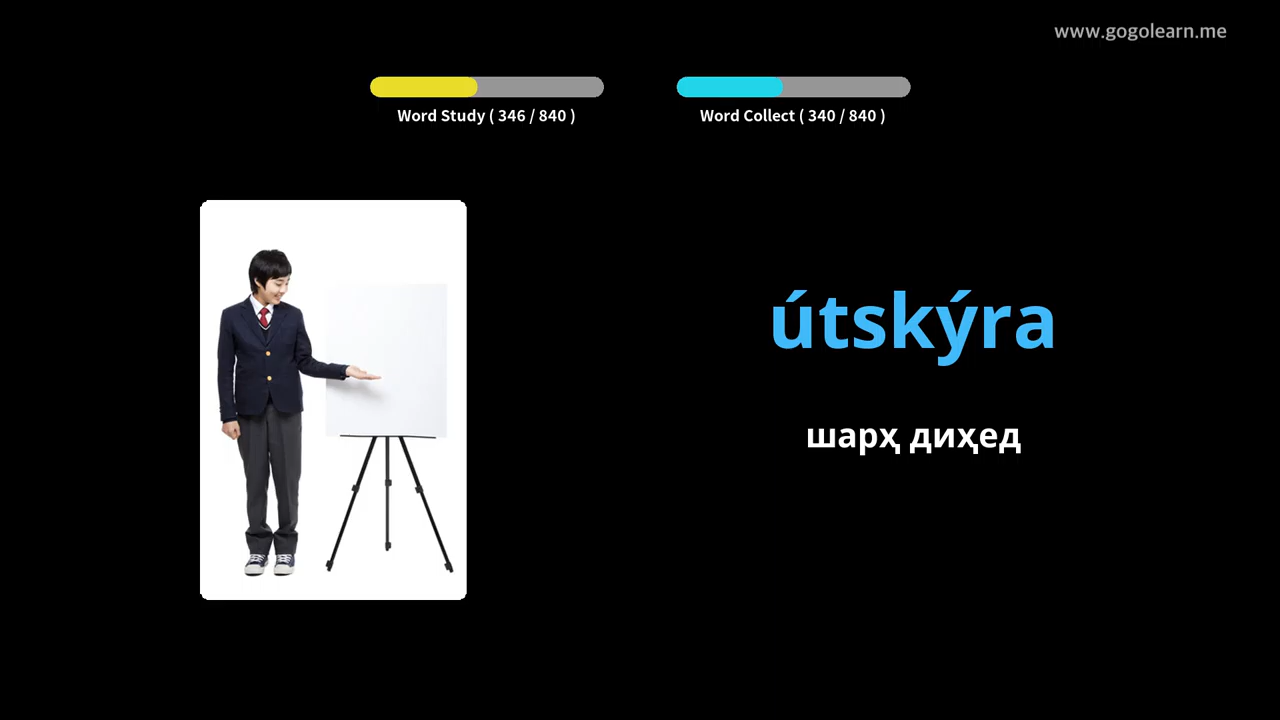 www.gogolearn.me
Word Study ( 346 / 840 )
Word Collect ( 340 / 840 )
útskýra
шарҳ диҳед